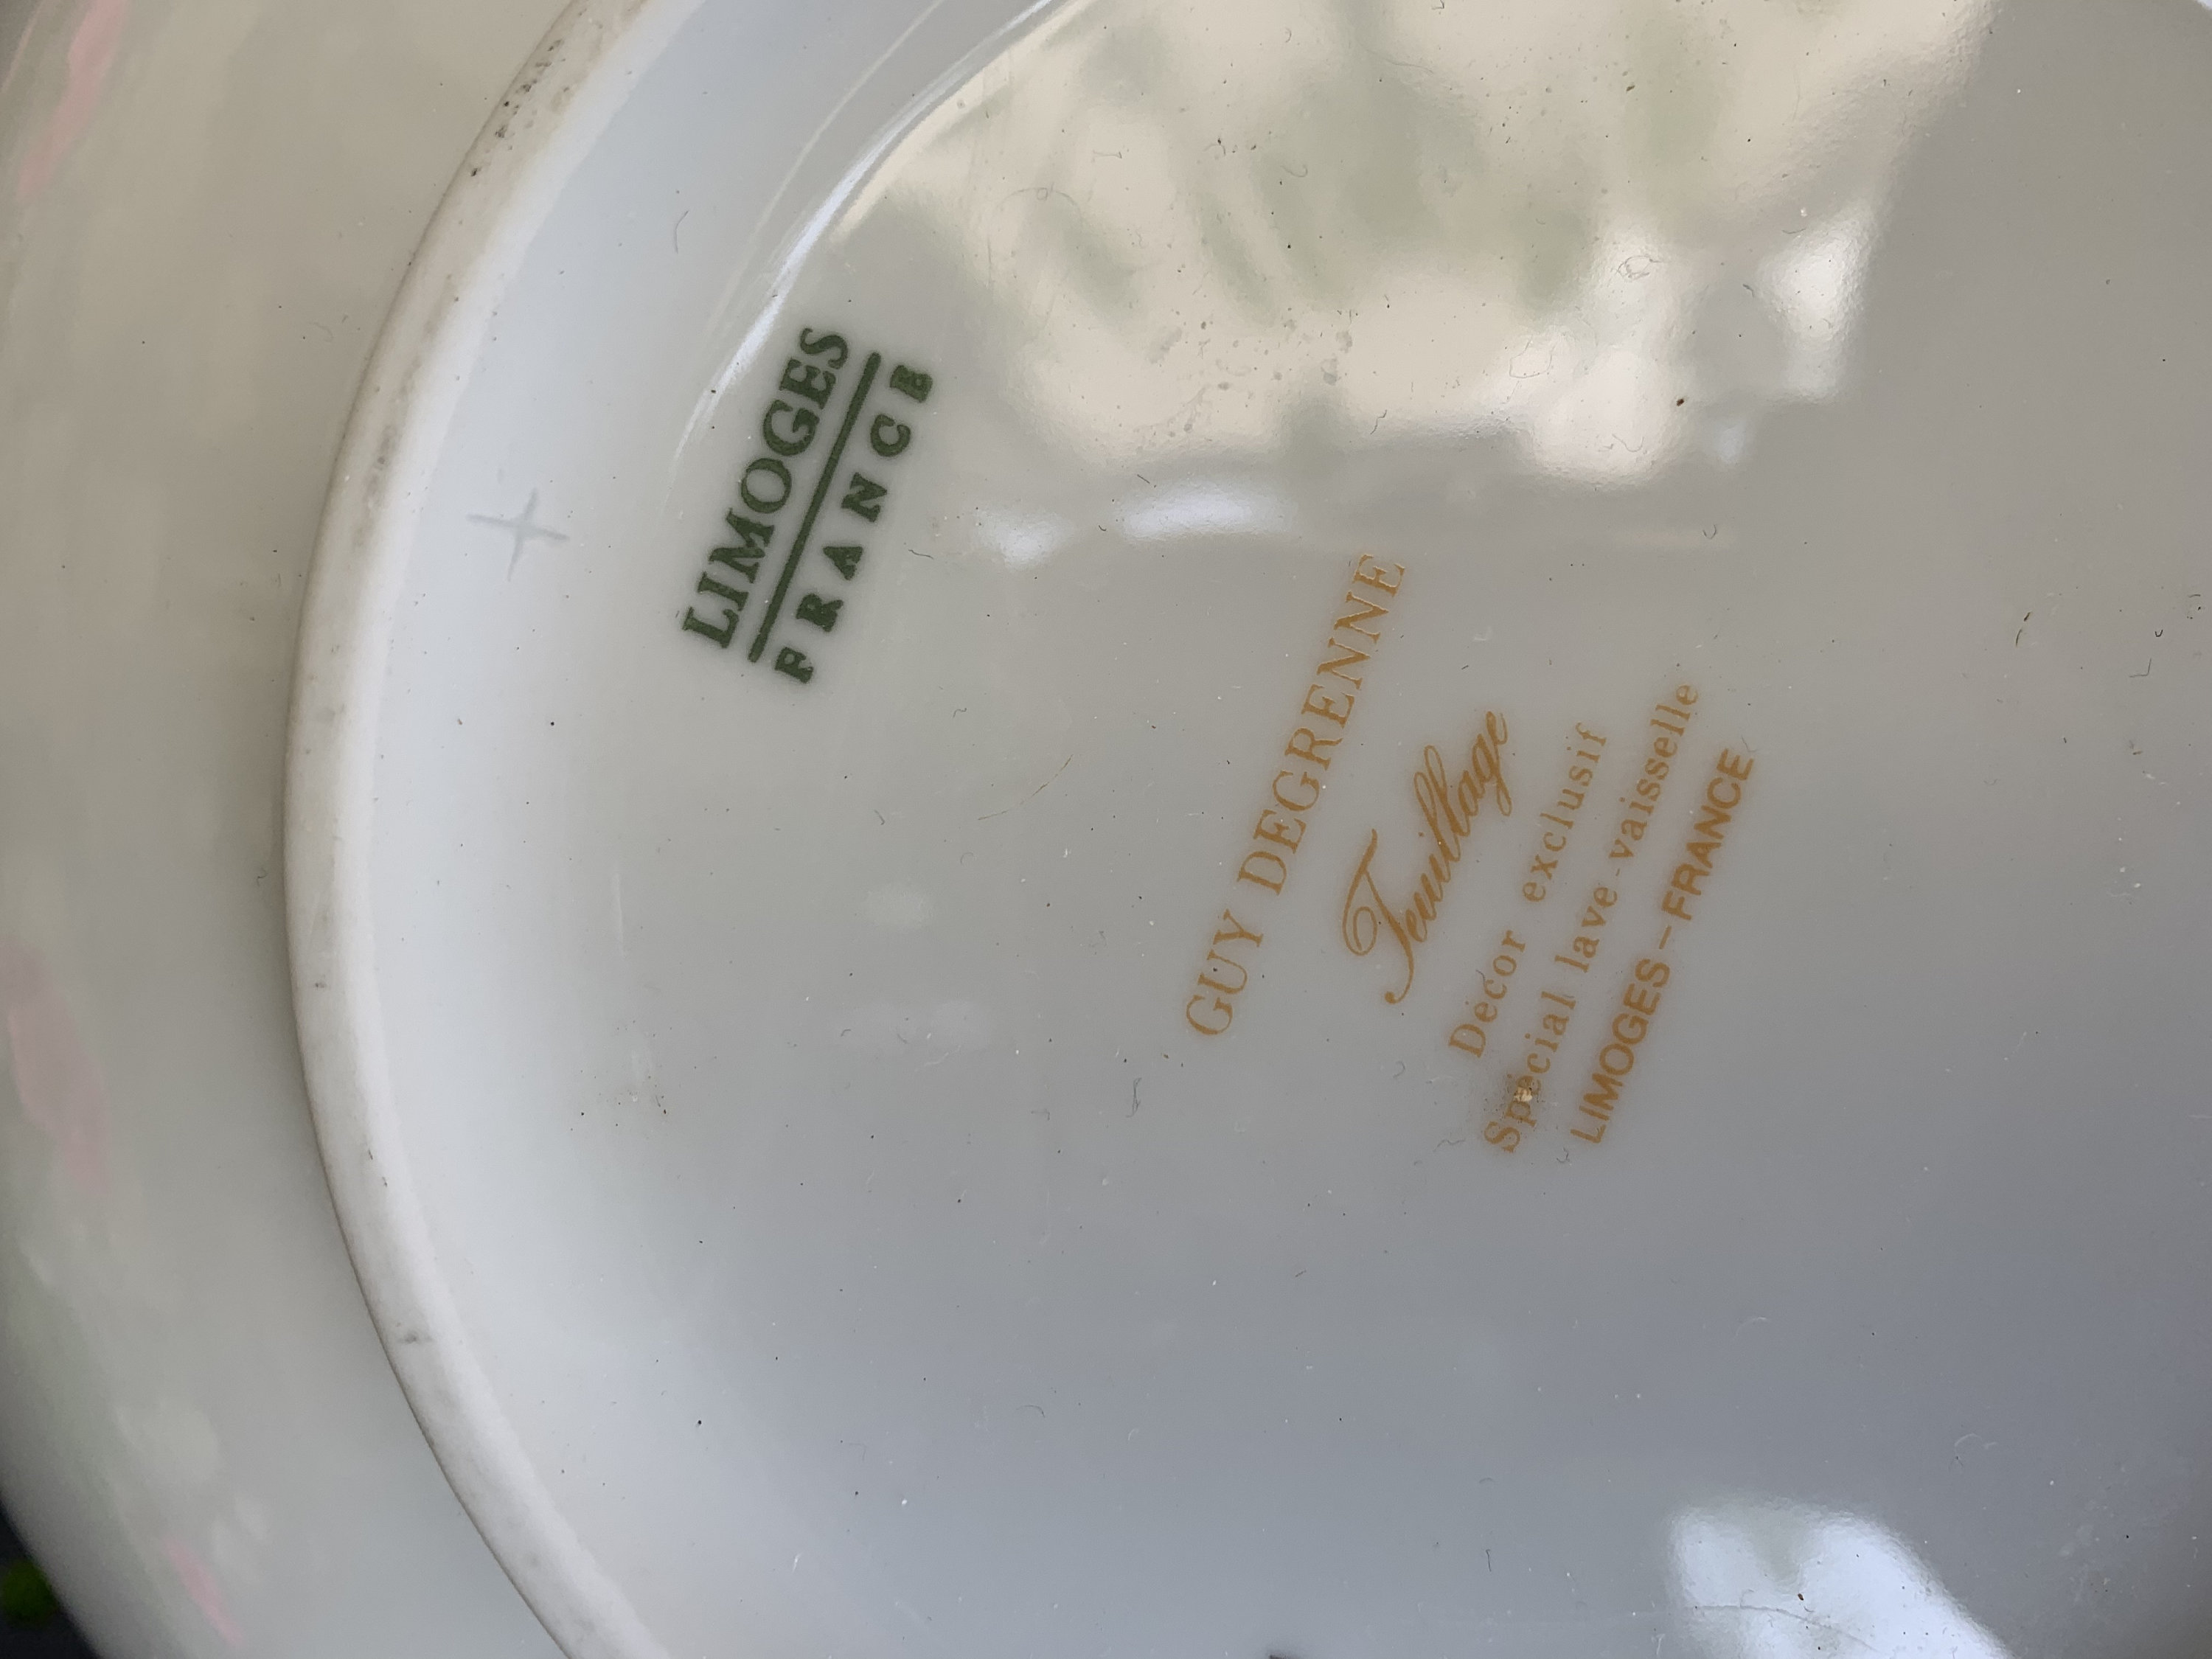 LIMOGES
FRANCE
GUY DEGRENNE
Feuillage
Décor exclusif
Spécial lave-vaisselle
LIMOGES-FRANCE